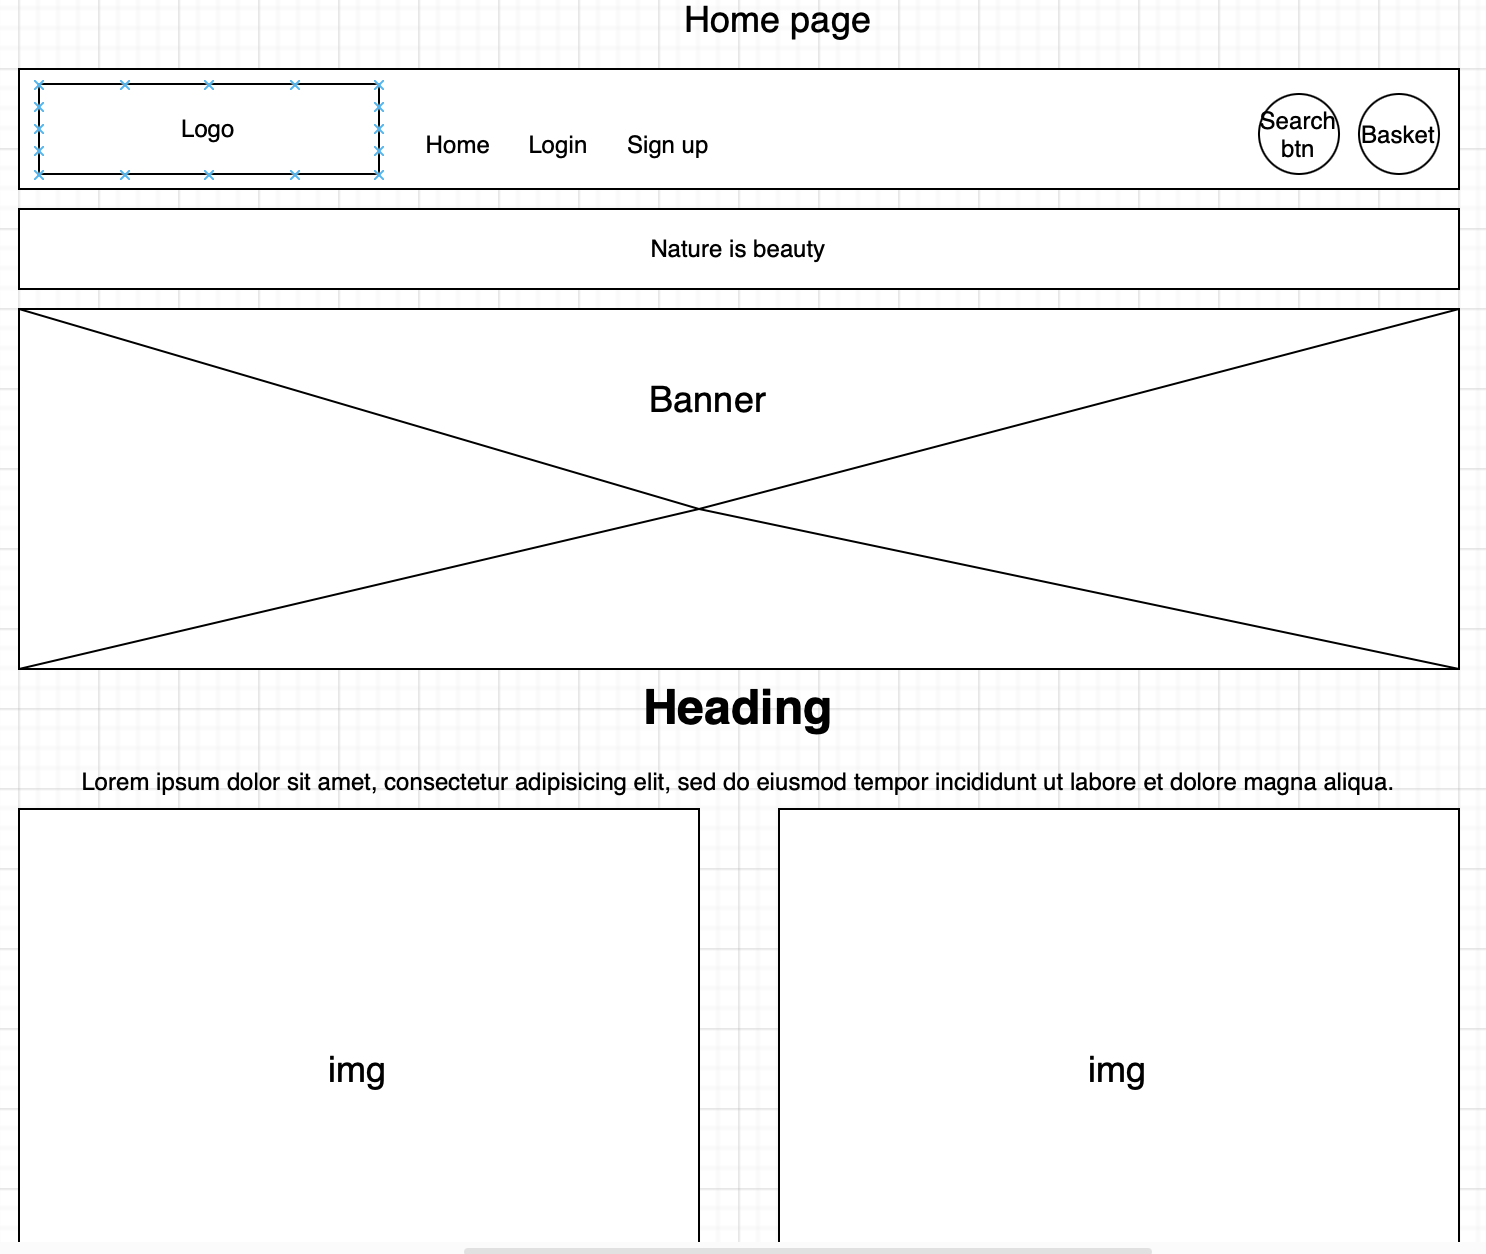 Home page
Logo
Home Login Sign up
Search
btn
Basket
Nature is beauty
Banner
Heading
Lorem ipsum dolor sit amet, consectetur adipisicing elit, sed do eiusmod tempor incididunt ut labore et dolore magna aliqua.
img
img